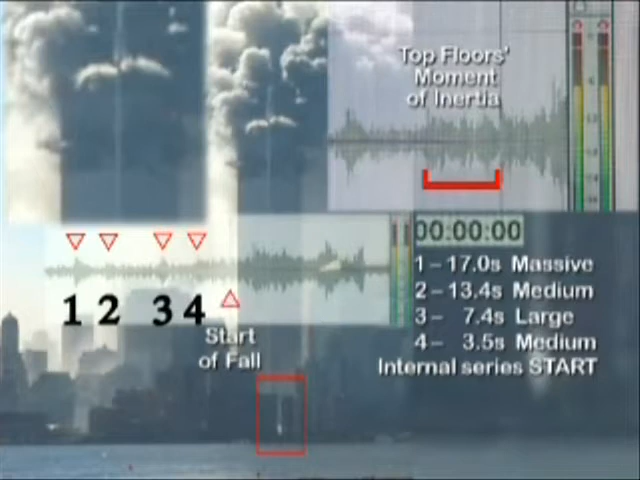 Top Floors'
Moment
of Inertia
00:00:00
1 – 17.0s Massive
2 – 13.4s Medium
3 – 7.4s Large
4 – 3.5s Medium
Internal series START
1 2 3 4
Start
of Fall